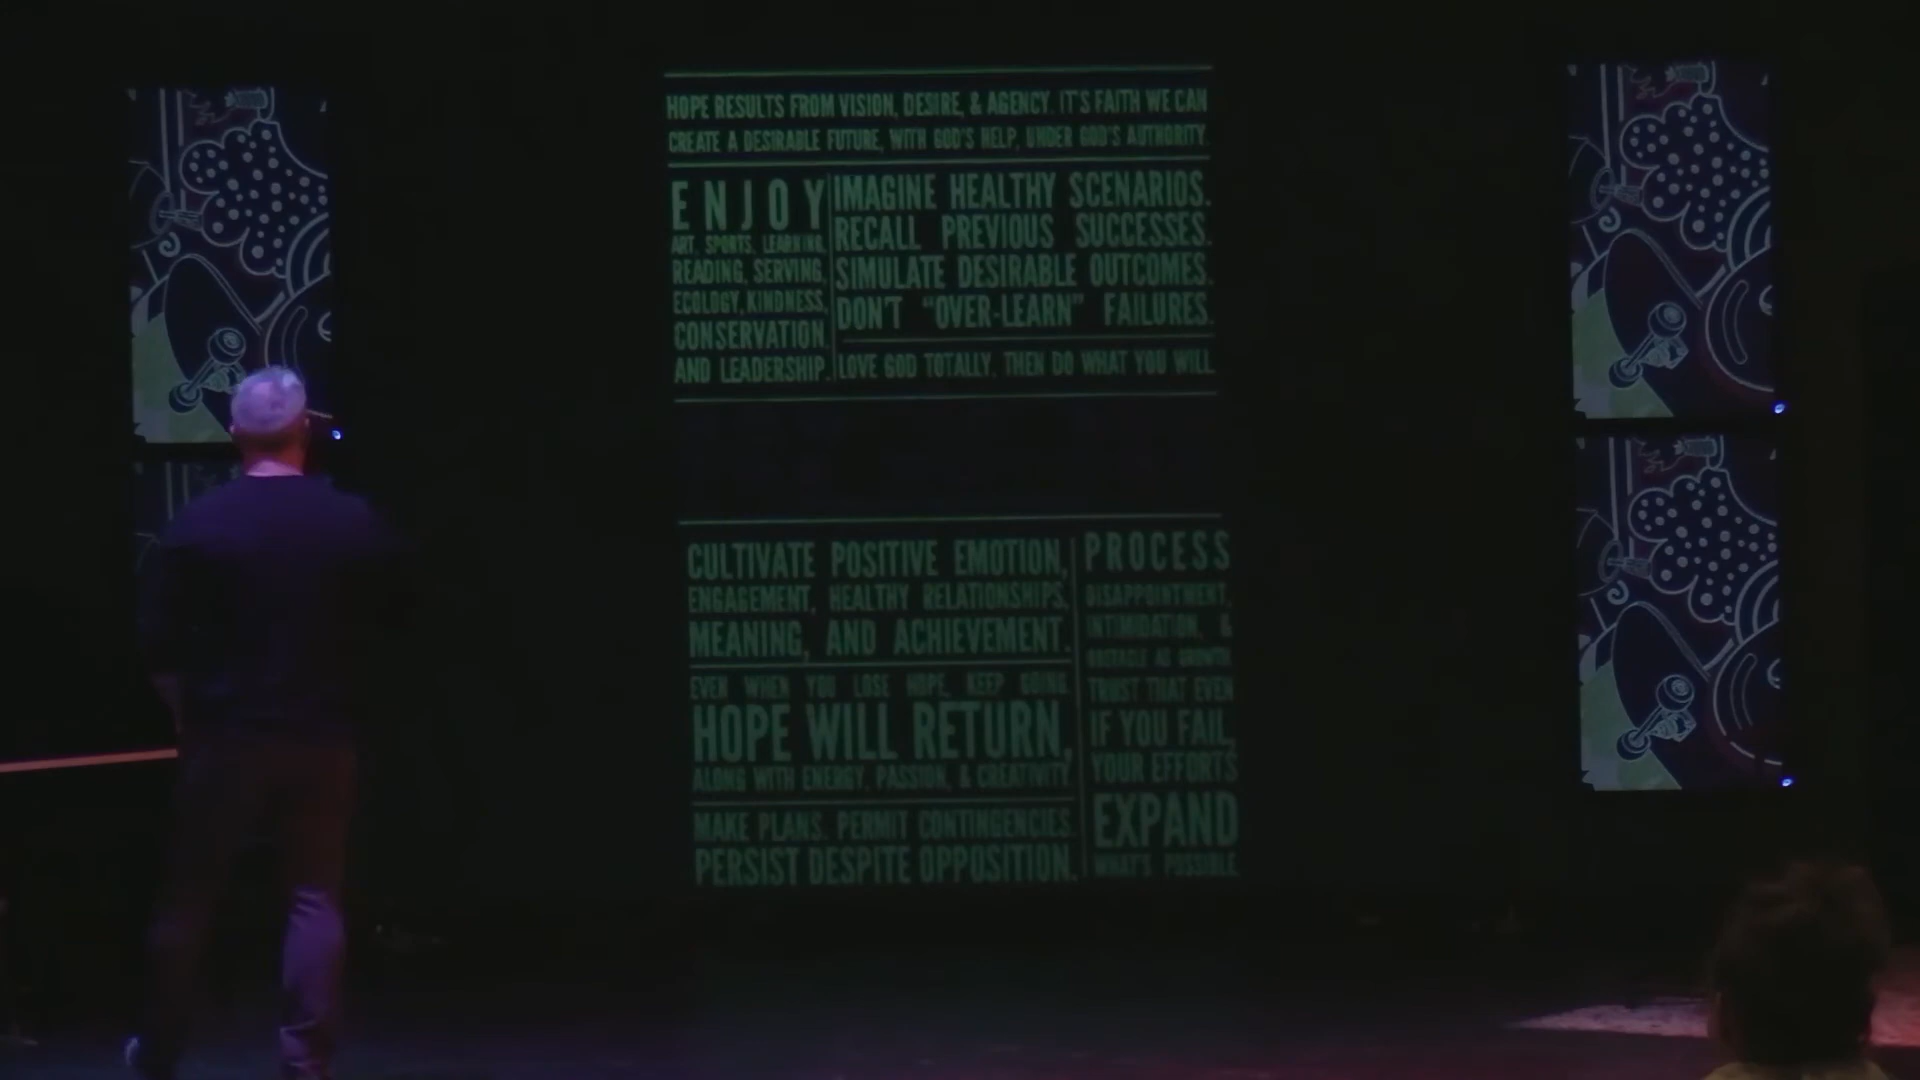 HOPE RESULTS FROM VISION, DESIRE, & AGENCY. IT'S FAITH WE CAN
CREATE A DESIRABLE FUTURE, WITH GOD'S HELP, UNDER GOD'S AUTHORITY.
ENJOY
ART, SPORTS, LEARNING,
READING, SERVING,
ECOLOGY, KINDNESS,
CONSERVATION,
AND LEADERSHIP.
IMAGINE HEALTHY SCENARIOS.
RECALL PREVIOUS SUCCESSES.
SIMULATE DESIRABLE OUTCOMES.
DON'T "OVER-LEARN" FAILURES.
LOVE GOD TOTALLY, THEN DO WHAT YOU WILL.
CULTIVATE POSITIVE EMOTION,
ENGAGEMENT, HEALTHY RELATIONSHIPS,
MEANING, AND ACHIEVEMENT.
EVEN WHEN YOU LOSE HOPE, KEEP GOING.
HOPE WILL RETURN,
ALONG WITH ENERGY, PASSION, & CREATIVITY.
MAKE PLANS. PERMIT CONTINGENCIES.
PERSIST DESPITE OPPOSITION.
PROCESS
DISAPPOINTMENT,
INTIMIDATION, &
OBSTACLE AS GROWTH.
TRUST THAT EVEN
IF YOU FAIL,
YOUR EFFORTS
EXPAND
WHAT'S POSSIBLE.